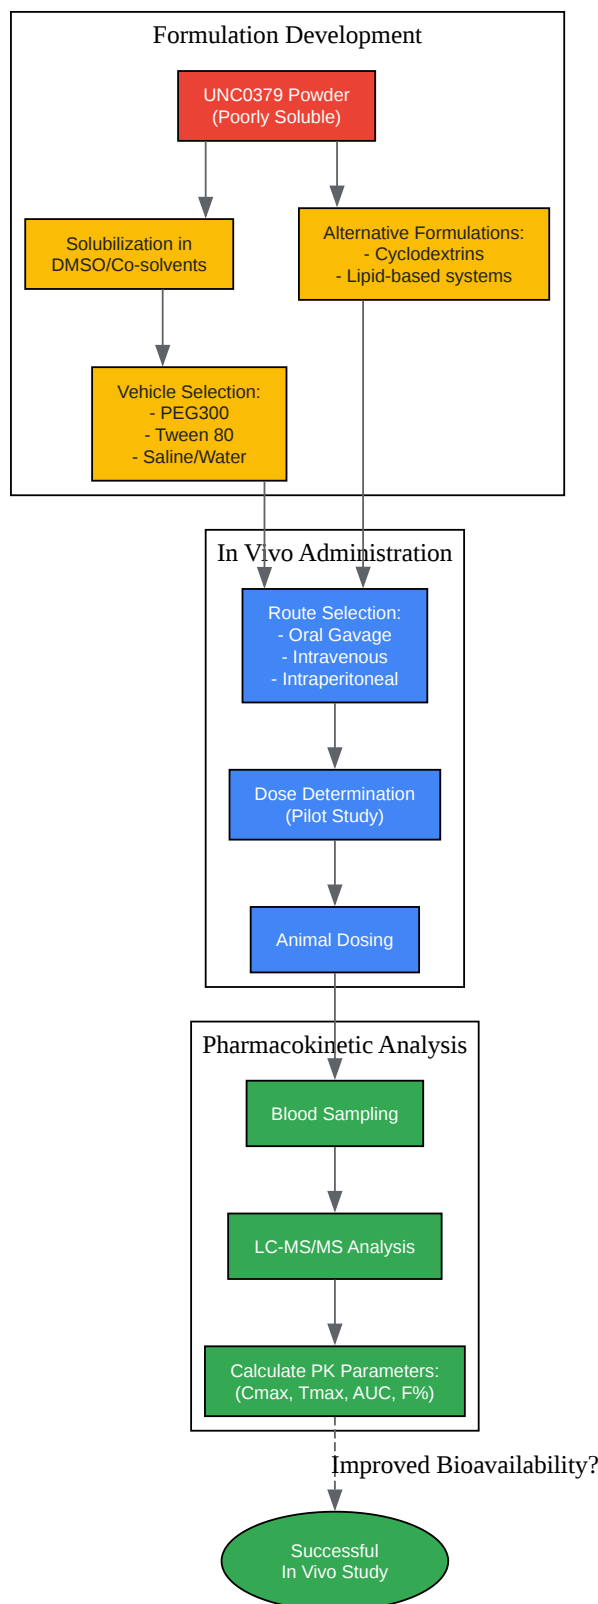 Formulation Development
UNC0379 Powder
(Poorly Soluble)
Solubilization in
DMSO/Co-solvents
Alternative Formulations:
- Cyclodextrins
- Lipid-based systems
Vehicle Selection:
- PEG300
- Tween 80
- Saline/Water
In Vivo Administration
Route Selection:
- Oral Gavage
- Intravenous
- Intraperitoneal
Dose Determination
(Pilot Study)
Animal Dosing
Pharmacokinetic Analysis
Blood Sampling
LC-MS/MS Analysis
Calculate PK Parameters:
(Cmax, Tmax, AUC, F%)
Improved Bioavailability?
Successful
In Vivo Study